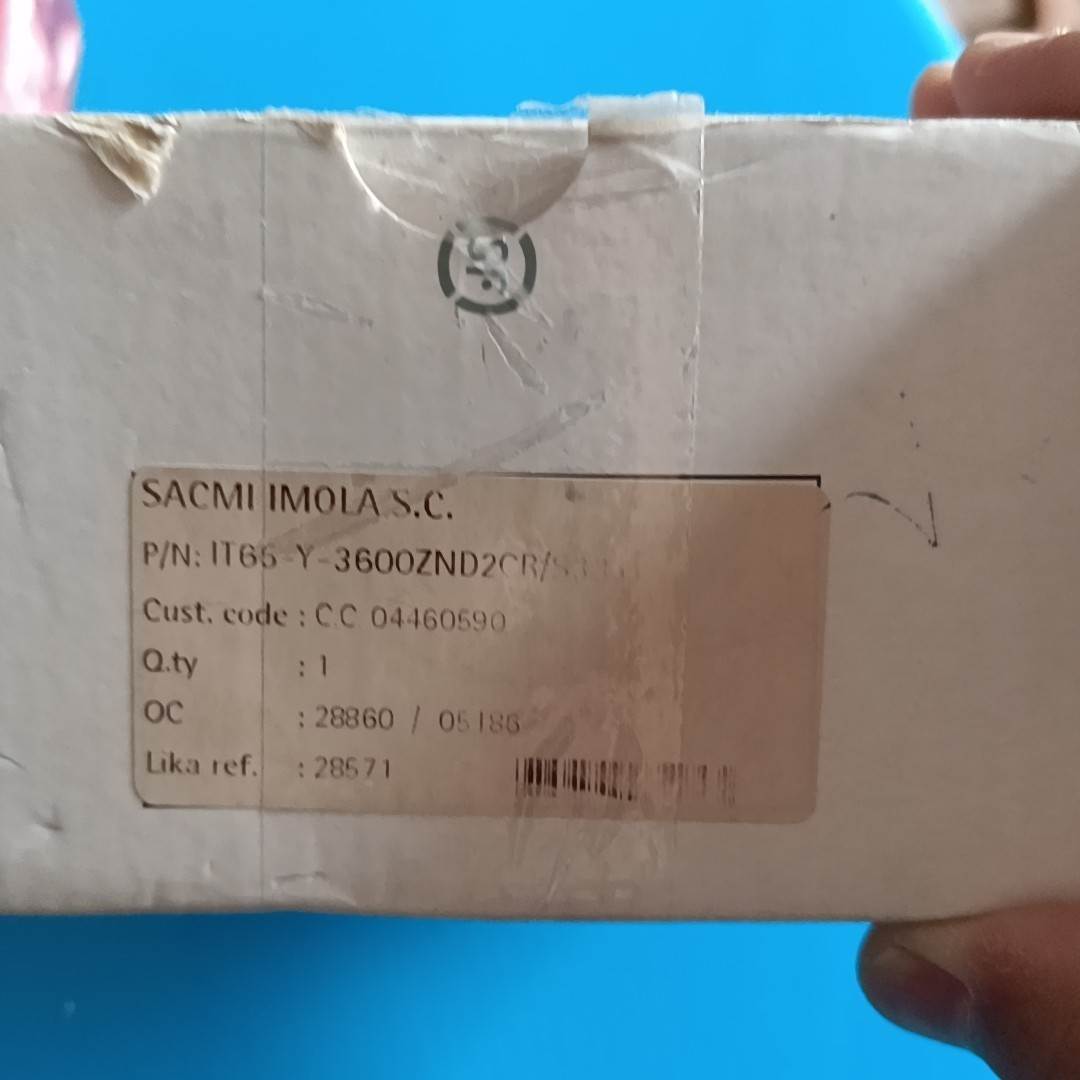 SACMI IMOLA S.C.
P/N: IT65-Y-3600ZND2CR/
Cust. code : C.C. 04460590
Q.ty : 1
OC : 28860 / 05186
Lika ref. : 28571